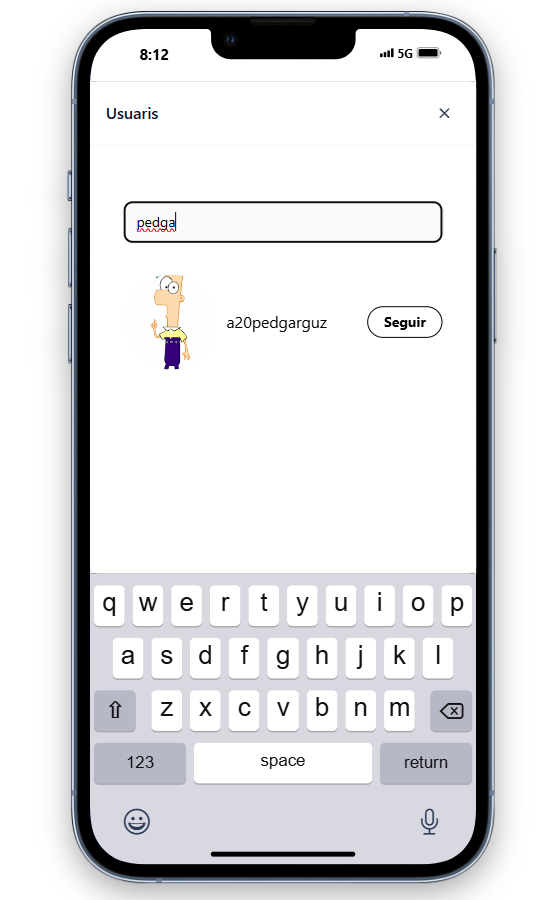 8:12 5G
Usuaris ×
pedga
a20pedgarguz Seguir
q w e r t y u i o p
a s d f g h j k l
z x c v b n m
123 space return